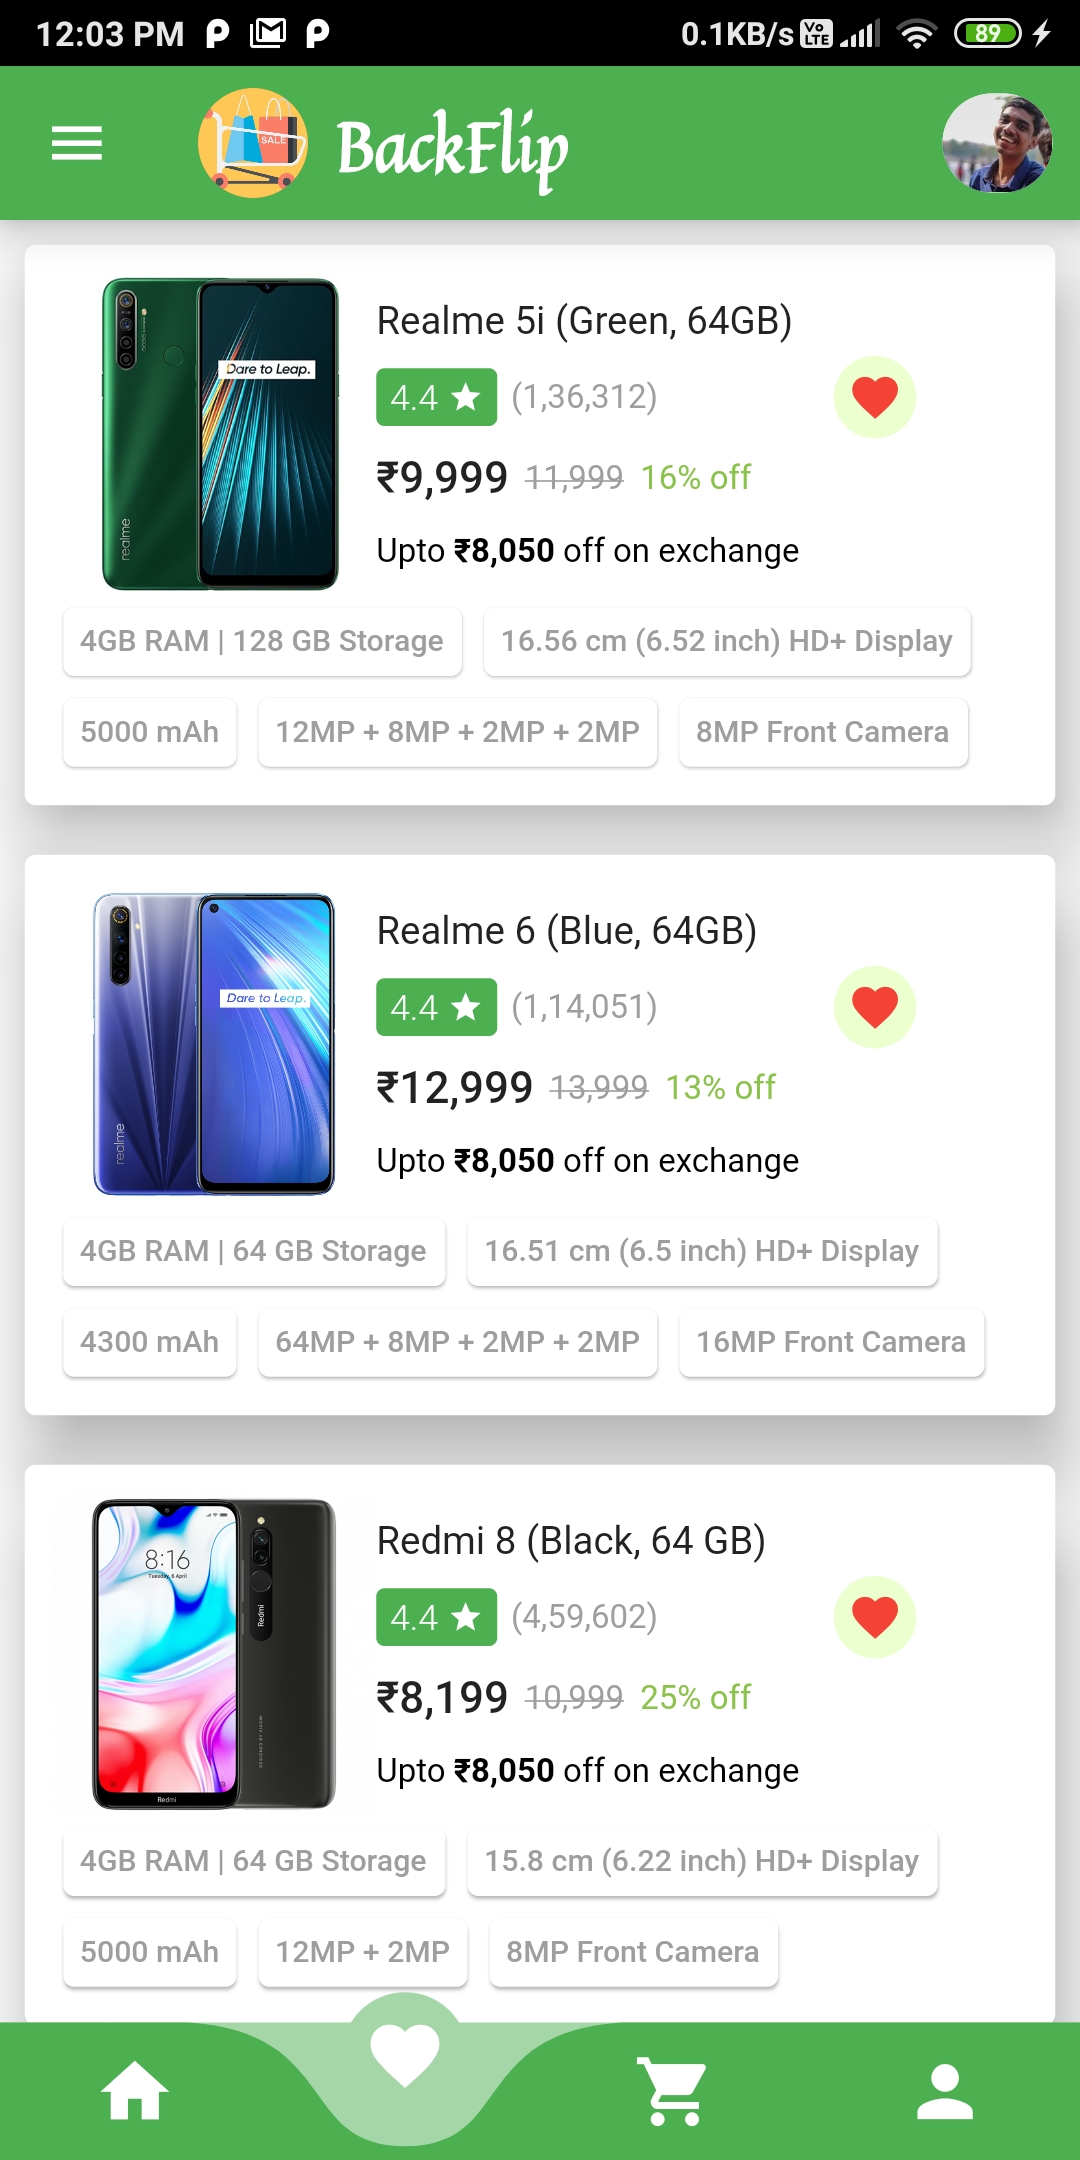 12:03 PM 0.1KB/s Vo LTE 89
SALE
BackFlip
Realme 5i (Green, 64GB)
Dare to Leap.
4.4 (1,36,312)
₹9,999 11,999 16% off
realme
Upto ₹8,050 off on exchange
4GB RAM | 128 GB Storage 16.56 cm (6.52 inch) HD+ Display
5000 mAh 12MP + 8MP + 2MP + 2MP 8MP Front Camera
Realme 6 (Blue, 64GB)
Dare to Leap.
4.4 (1,14,051)
₹12,999 13,999 13% off
realme
Upto ₹8,050 off on exchange
4GB RAM | 64 GB Storage 16.51 cm (6.5 inch) HD+ Display
4300 mAh 64MP + 8MP + 2MP + 2MP 16MP Front Camera
Redmi 8 (Black, 64 GB)
8:16
Tuesday, 6 April
Redmi
4.4 (4,59,602)
₹8,199 10,999 25% off
Upto ₹8,050 off on exchange
Redmi
4GB RAM | 64 GB Storage 15.8 cm (6.22 inch) HD+ Display
5000 mAh 12MP + 2MP 8MP Front Camera